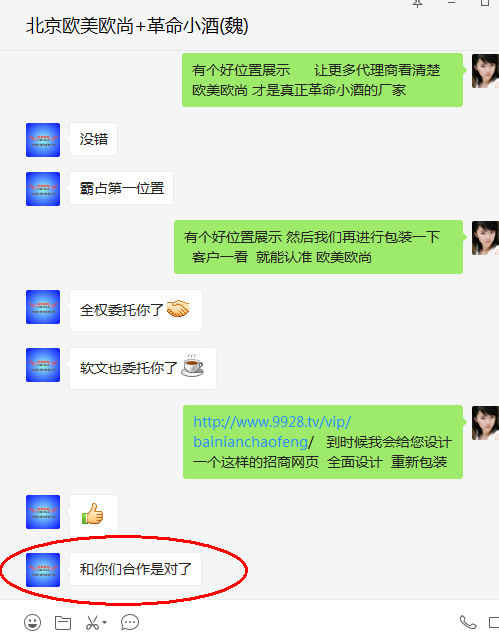 北京欧美欧尚+革命小酒(魏)
有个好位置展示 让更多代理商看清楚
欧美欧尚 才是真正革命小酒的厂家
没错
霸占第一位置
有个好位置展示 然后我们再进行包装一下
客户一看 就能认准 欧美欧尚
全权委托你了
软文也委托你了
http://www.9928.tv/vip/
bainianchaofeng/ 到时候我会给您设计
一个这样的招商网页 全面设计 重新包装
和你们合作是对了